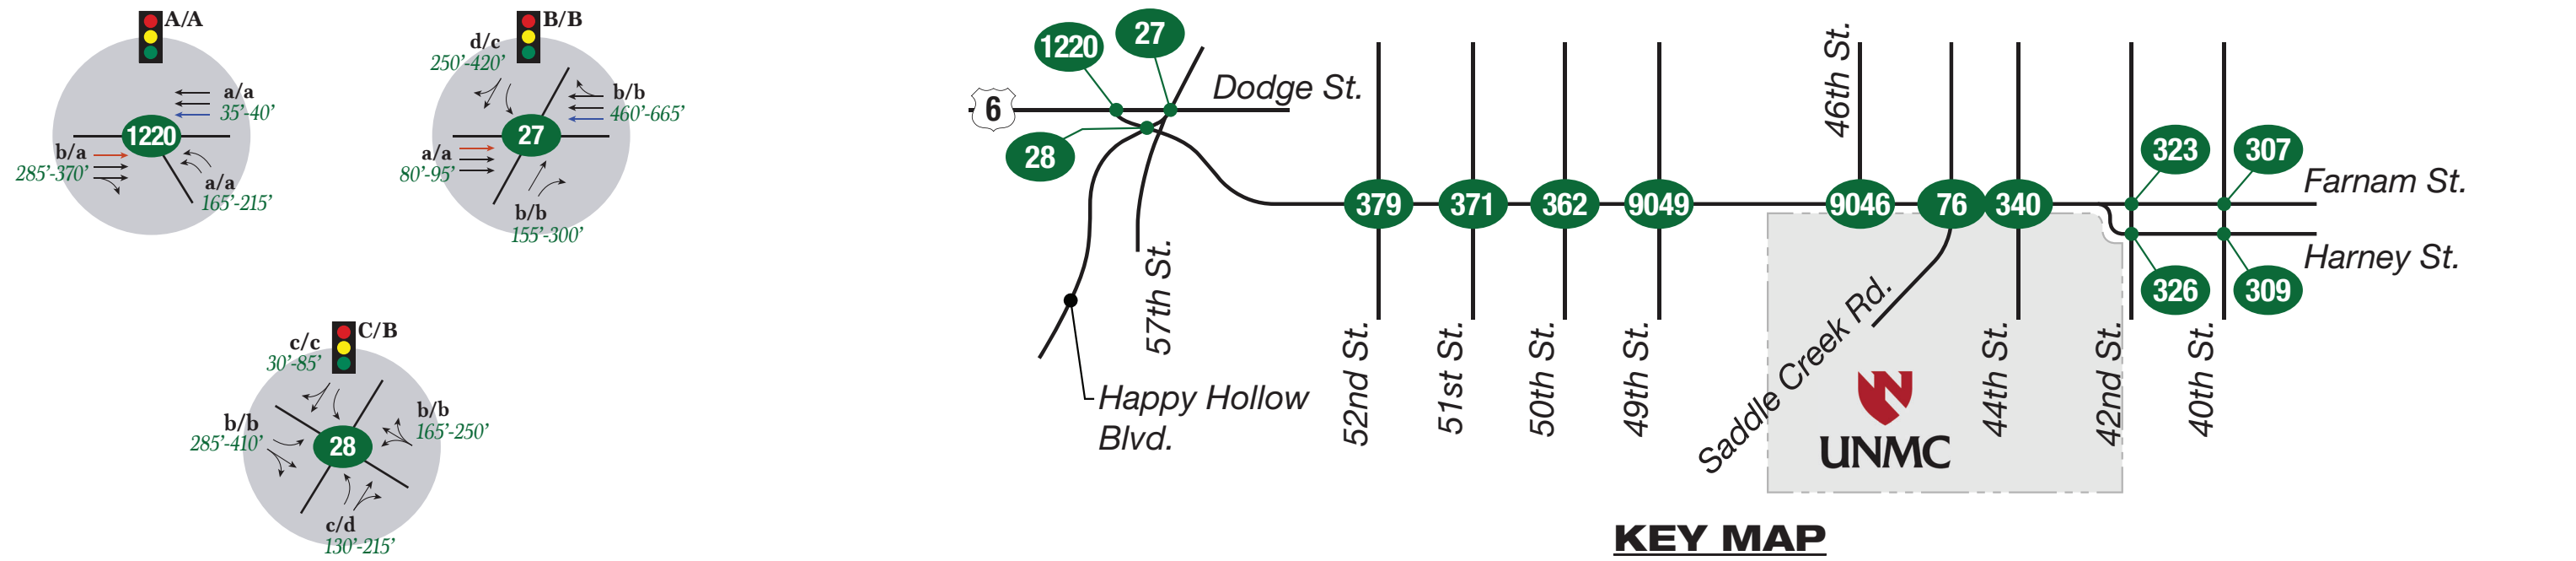 A/A
a/a
35'-40'
1220
b/a
285'-370'
a/a
165'-215'
B/B
d/c
250'-420'
b/b
460'-665'
27
a/a
80'-95'
b/b
155'-300'
C/B
c/c
30'-85'
b/b
165'-250'
b/b
285'-410'
28
c/d
130'-215'
1220
27
6
Dodge St.
28
46th St.
323
307
379
371
362
9049
9046
76
340
Farnam St.
Harney St.
326
309
57th St.
Happy Hollow
Blvd.
52nd St.
51st St.
50th St.
49th St.
Saddle Creek Rd.
44th St.
42nd St.
40th St.
N
UNMC
KEY MAP